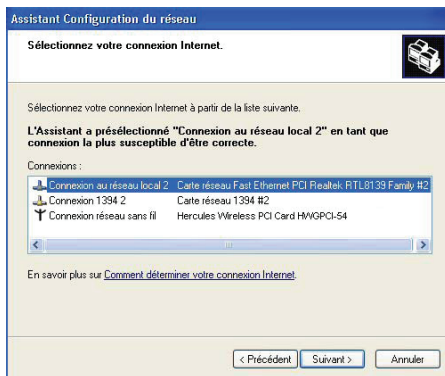 Assistant Configuration du réseau
Sélectionnez votre connexion Internet.
Sélectionnez votre connexion Internet à partir de la liste suivante.
L'Assistant a présélectionné "Connexion au réseau local 2" en tant que
connexion la plus susceptible d'être correcte.
Connexions :
Connexion au réseau local 2 Carte réseau Fast Ethernet PCI Realtek RTL8139 Family #2
Connexion 1394 2 Carte réseau 1394 #2
Connexion réseau sans fil Hercules Wireless PCI Card HWGPCI-54
En savoir plus sur Comment déterminer votre connexion Internet.
< Précédent Suivant > Annuler